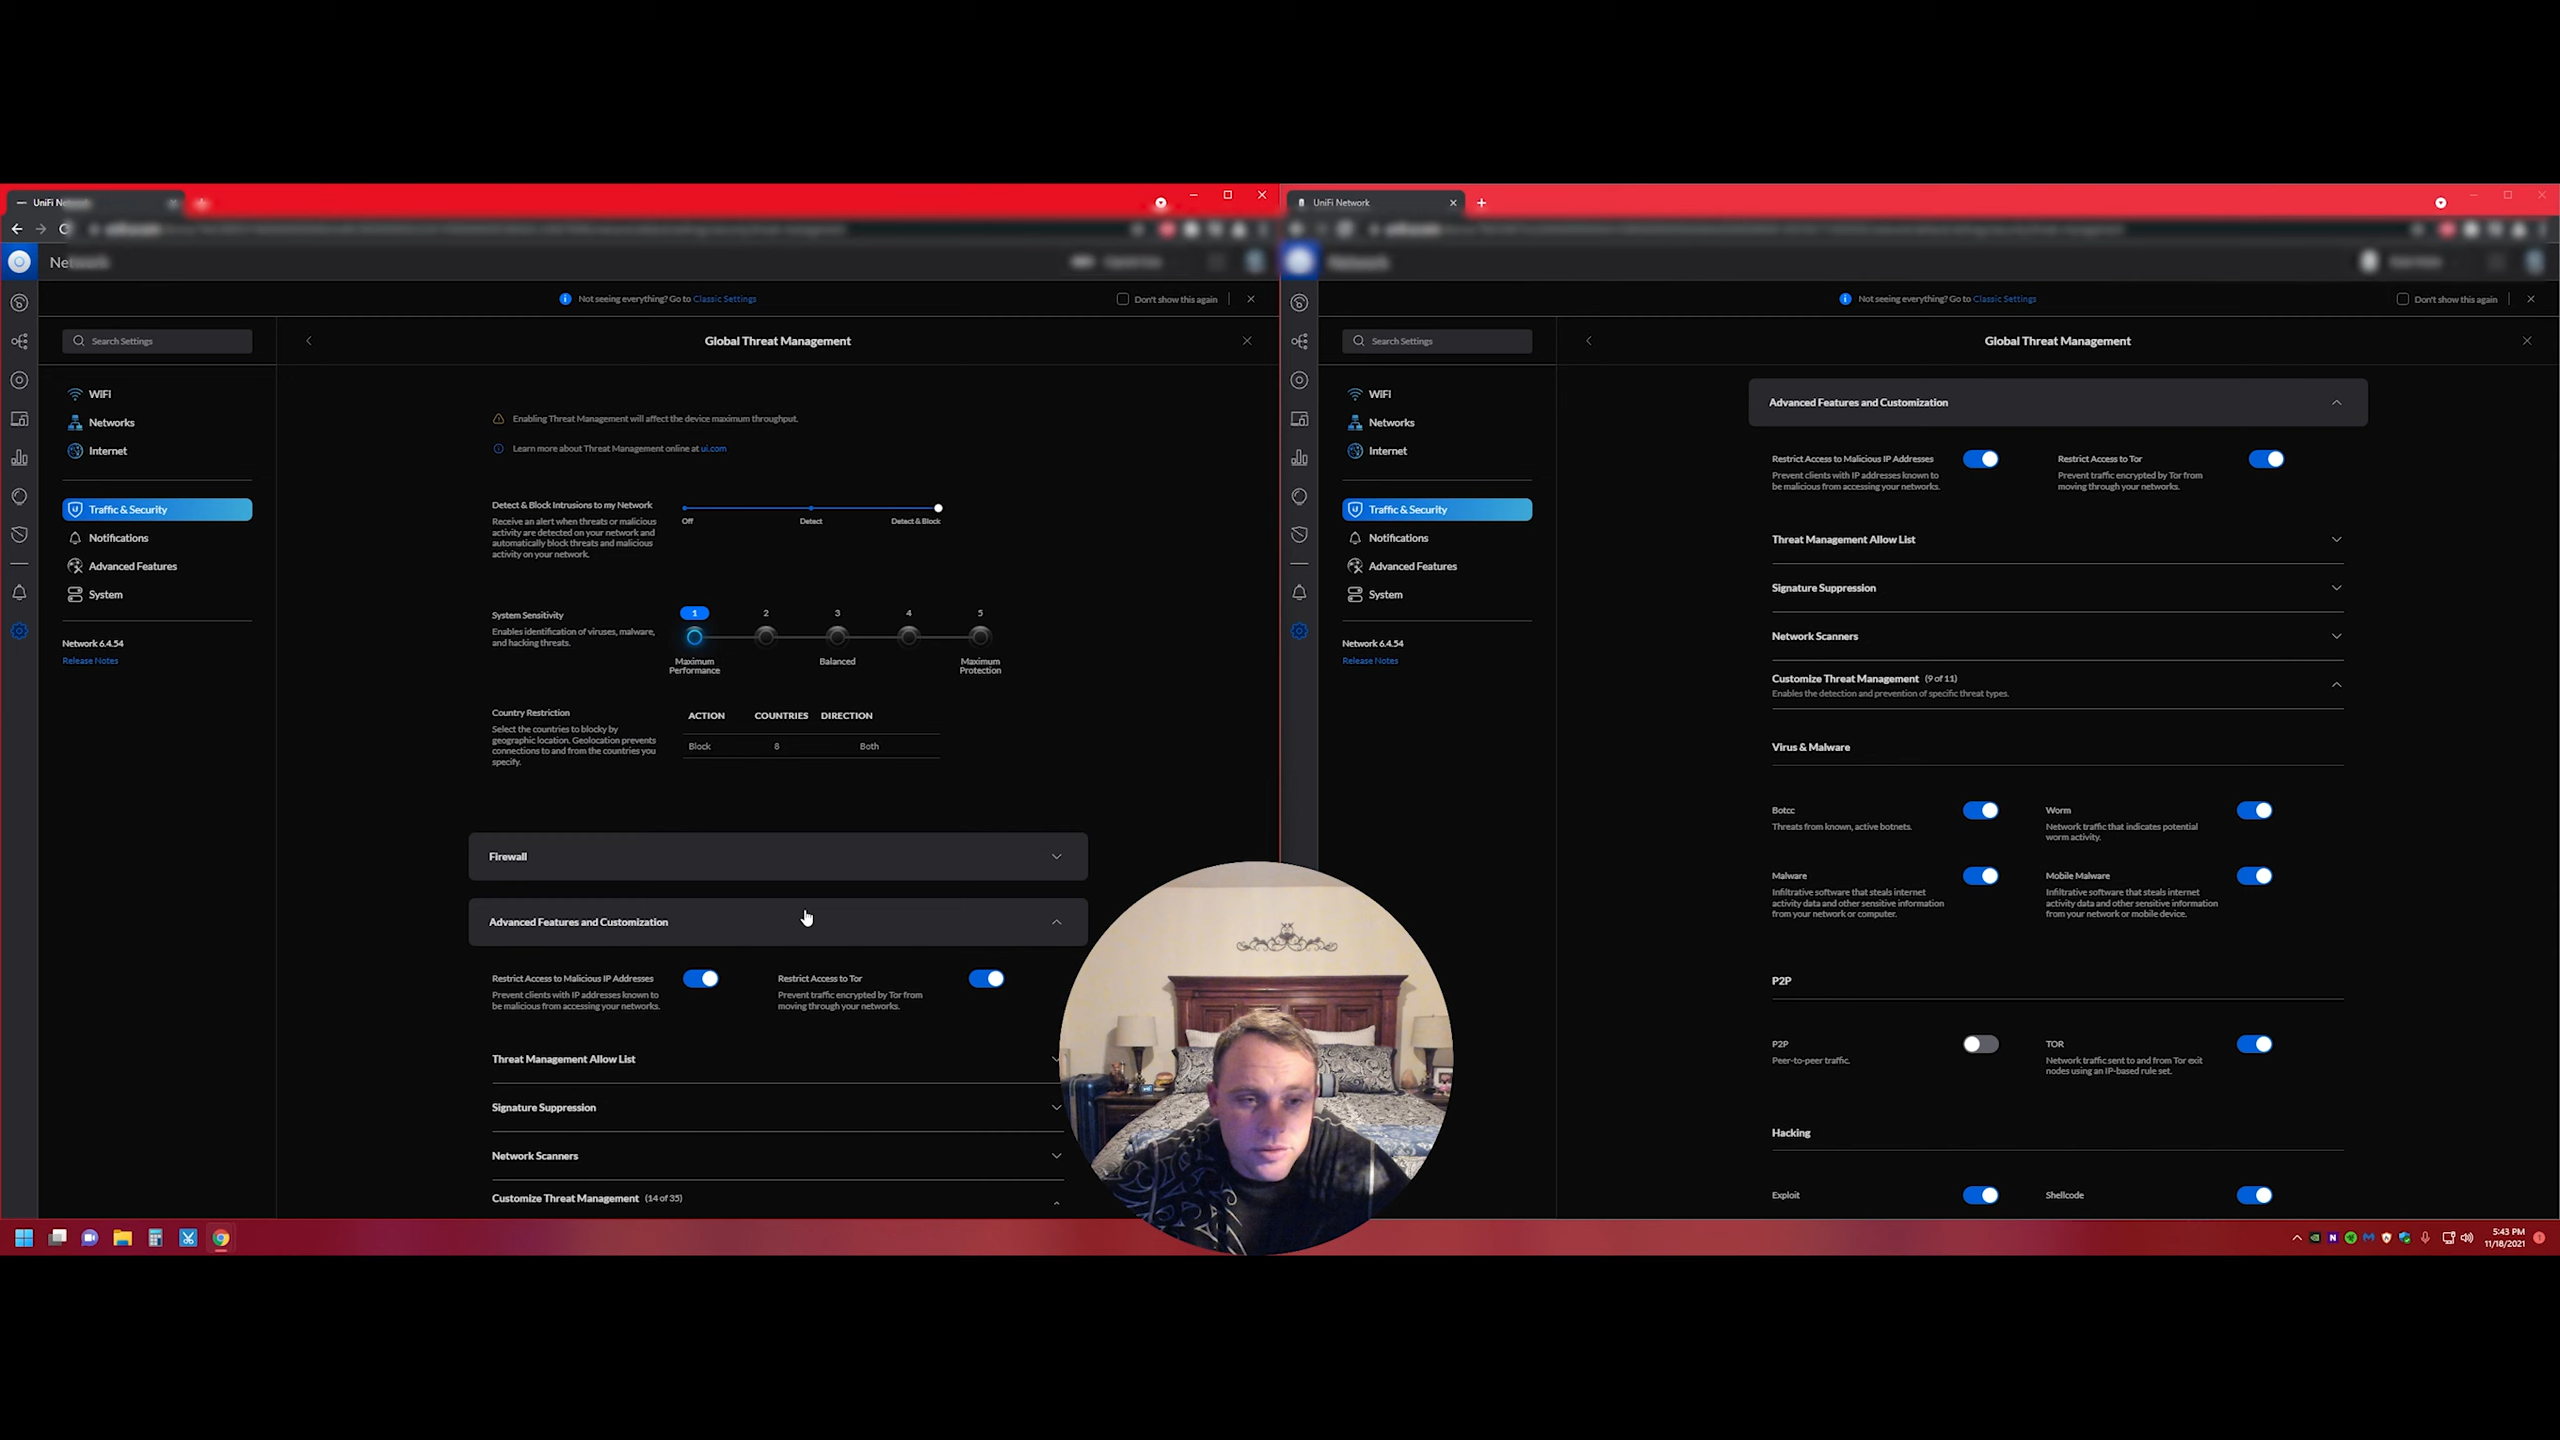 UniFi Ne
Network
Not seeing everything? Go to Classic Settings
Don't show this again
Search Settings
Global Threat Management
WiFi
Networks
Internet
Traffic & Security
Notifications
Advanced Features
System
Network 6.4.54
Release Notes
Enabling Threat Management will affect the device maximum throughput.
Learn more about Threat Management online at ui.com
Detect & Block Intrusions to my Network
Receive an alert when threats or malicious
activity are detected on your network and
automatically block threats and malicious
activity on your network.
Off
Detect
Detect & Block
System Sensitivity
Enables identification of viruses, malware,
and hacking threats.
1
2
3
4
5
Maximum
Performance
Balanced
Maximum
Protection
Country Restriction
Select the countries to blocky by
geographic location. Geolocation prevents
connections to and from the countries you
specify.
ACTION COUNTRIES DIRECTION
Block 8 Both
Firewall
Advanced Features and Customization
Restrict Access to Malicious IP Addresses
Prevent clients with IP addresses known to
be malicious from accessing your networks.
Restrict Access to Tor
Prevent traffic encrypted by Tor from
moving through your networks.
Threat Management Allow List
Signature Suppression
Network Scanners
Customize Threat Management (14 of 35)
UniFi Network
Network
Not seeing everything? Go to Classic Settings
Don't show this again
Search Settings
Global Threat Management
WiFi
Networks
Internet
Traffic & Security
Notifications
Advanced Features
System
Network 6.4.54
Release Notes
Advanced Features and Customization
Restrict Access to Malicious IP Addresses
Prevent clients with IP addresses known to
be malicious from accessing your networks.
Restrict Access to Tor
Prevent traffic encrypted by Tor from
moving through your networks.
Threat Management Allow List
Signature Suppression
Network Scanners
Customize Threat Management (9 of 11)
Enables the detection and prevention of specific threat types.
Virus & Malware
Botcc
Threats from known, active botnets.
Worm
Network traffic that indicates potential
worm activity.
Malware
Infiltrative software that steals internet
activity data and other sensitive information
from your network or computer.
Mobile Malware
Infiltrative software that steals internet
activity data and other sensitive information
from your network or mobile device.
P2P
P2P
Peer-to-peer traffic.
TOR
Network traffic sent to and from Tor exit
nodes using an IP-based rule set.
Hacking
Exploit
Shellcode
5:43 PM
11/18/2021